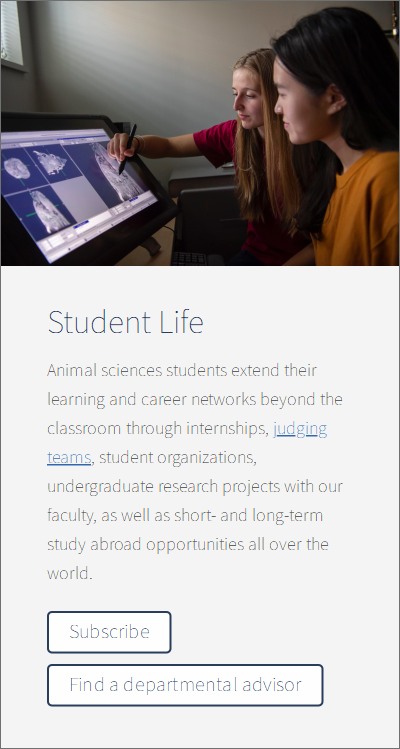 Student Life
Animal sciences students extend their
learning and career networks beyond the
classroom through internships, judging
teams, student organizations,
undergraduate research projects with our
faculty, as well as short- and long-term
study abroad opportunities all over the
world.
Subscribe
Find a departmental advisor